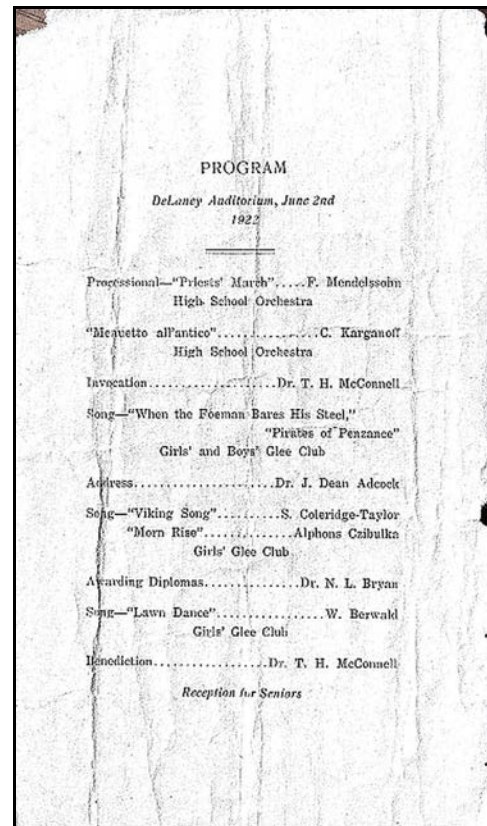 PROGRAM
DeLaney Auditorium, June 2nd
1922
Processional—"Priests' March".....F. Mendelssohn
High School Orchestra
"Menuetto all'antico"................C. Karganoff
High School Orchestra
Invocation.....................Dr. T. H. McConnell
Song—"When the Foeman Bares His Steel,"
"Pirates of Penzance"
Girls' and Boys' Glee Club
Address.......................Dr. J. Dean Adcock
Song—"Viking Song"..........S. Coleridge-Taylor
"Morn Rise"..............Alphons Czibulka
Girls' Glee Club
Awarding Diplomas...............Dr. N. L. Bryan
Song—"Lawn Dance".................W. Berwald
Girls' Glee Club
Benediction..................Dr. T. H. McConnell
Reception for Seniors